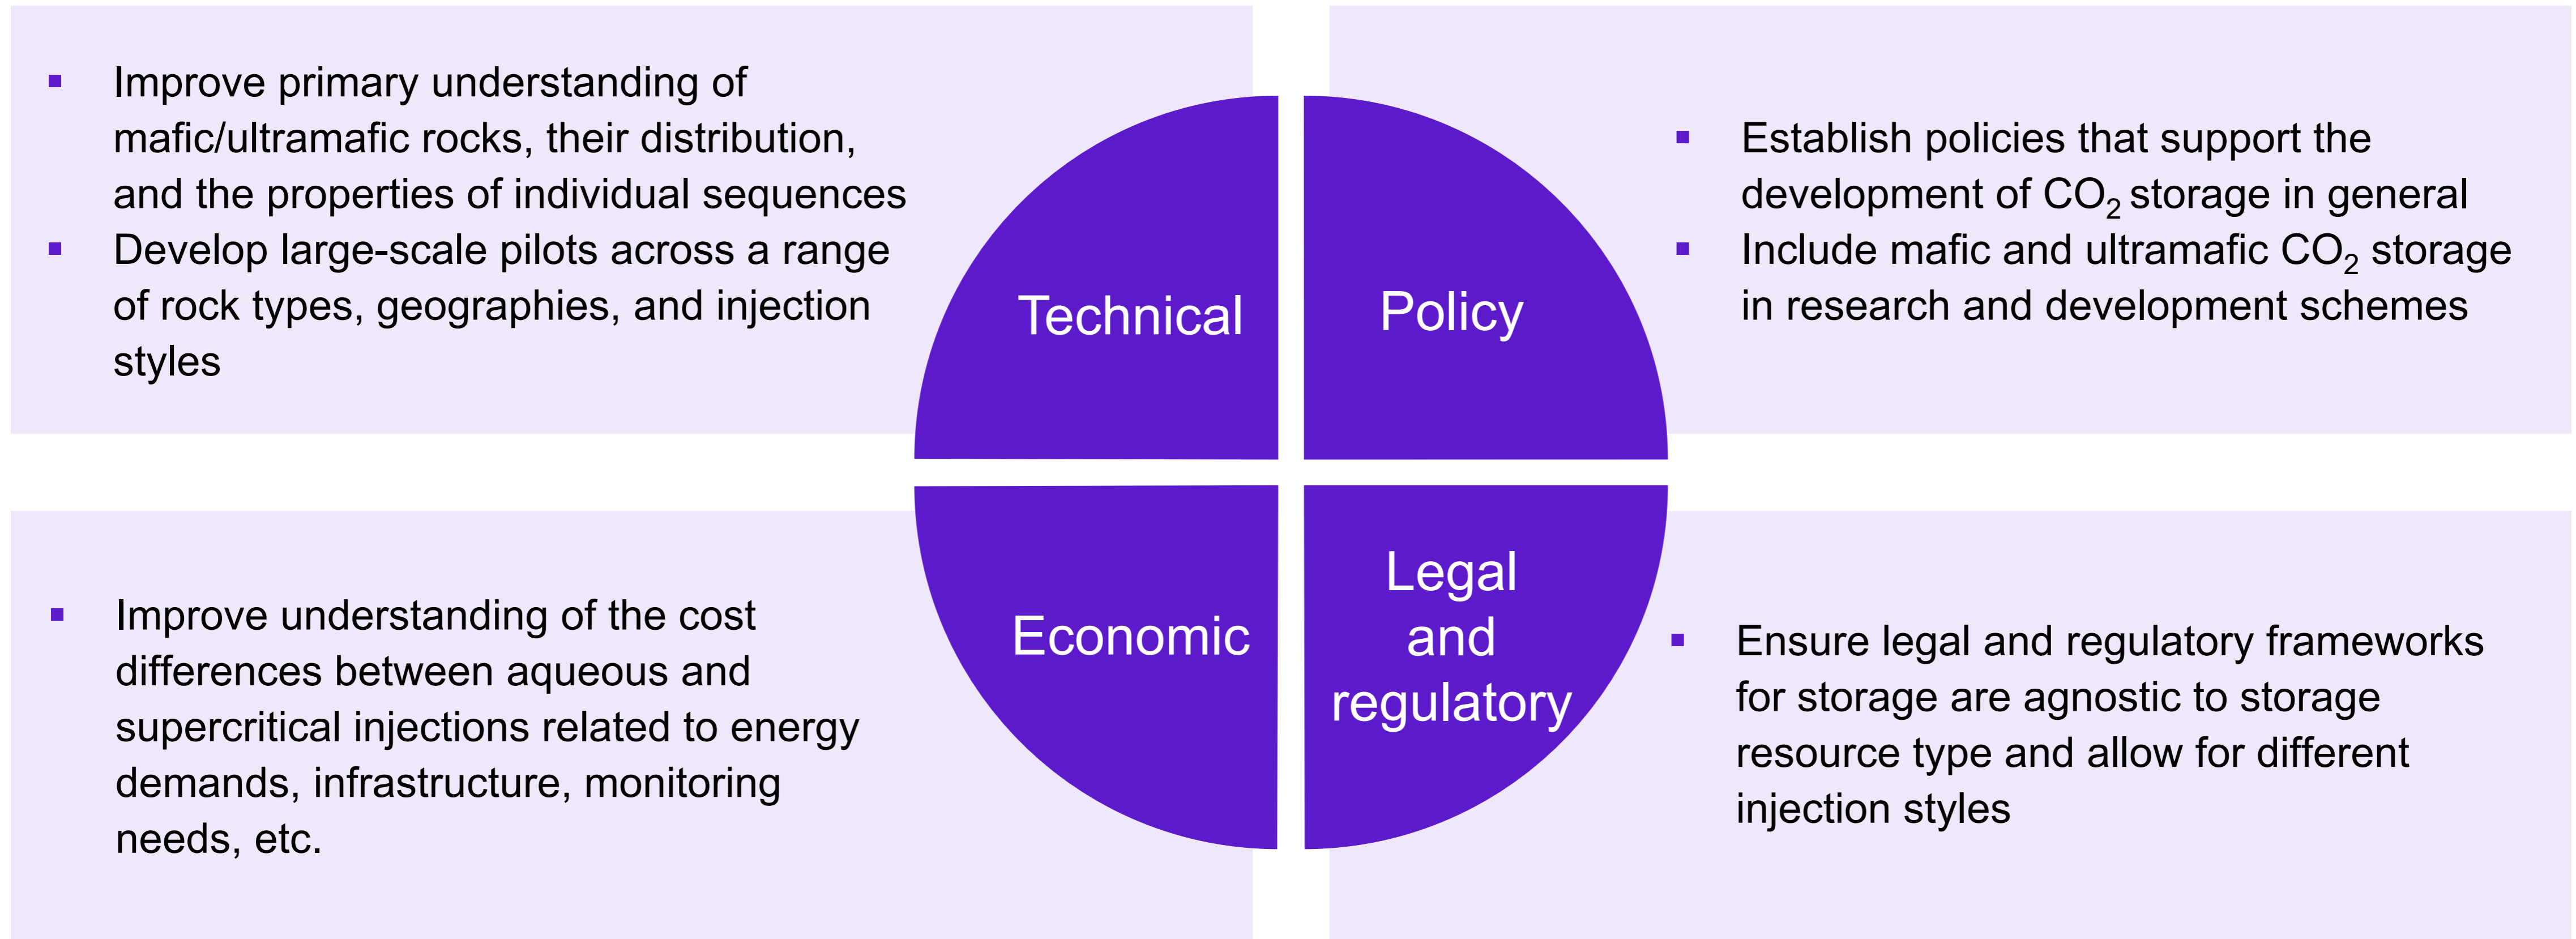 ▪ Improve primary understanding of
mafic/ultramafic rocks, their distribution,
and the properties of individual sequences
▪ Develop large-scale pilots across a range
of rock types, geographies, and injection
styles
Technical
Policy
▪ Establish policies that support the
development of CO₂ storage in general
▪ Include mafic and ultramafic CO₂ storage
in research and development schemes
▪ Improve understanding of the cost
differences between aqueous and
supercritical injections related to energy
demands, infrastructure, monitoring
needs, etc.
Economic
Legal
and
regulatory
▪ Ensure legal and regulatory frameworks
for storage are agnostic to storage
resource type and allow for different
injection styles